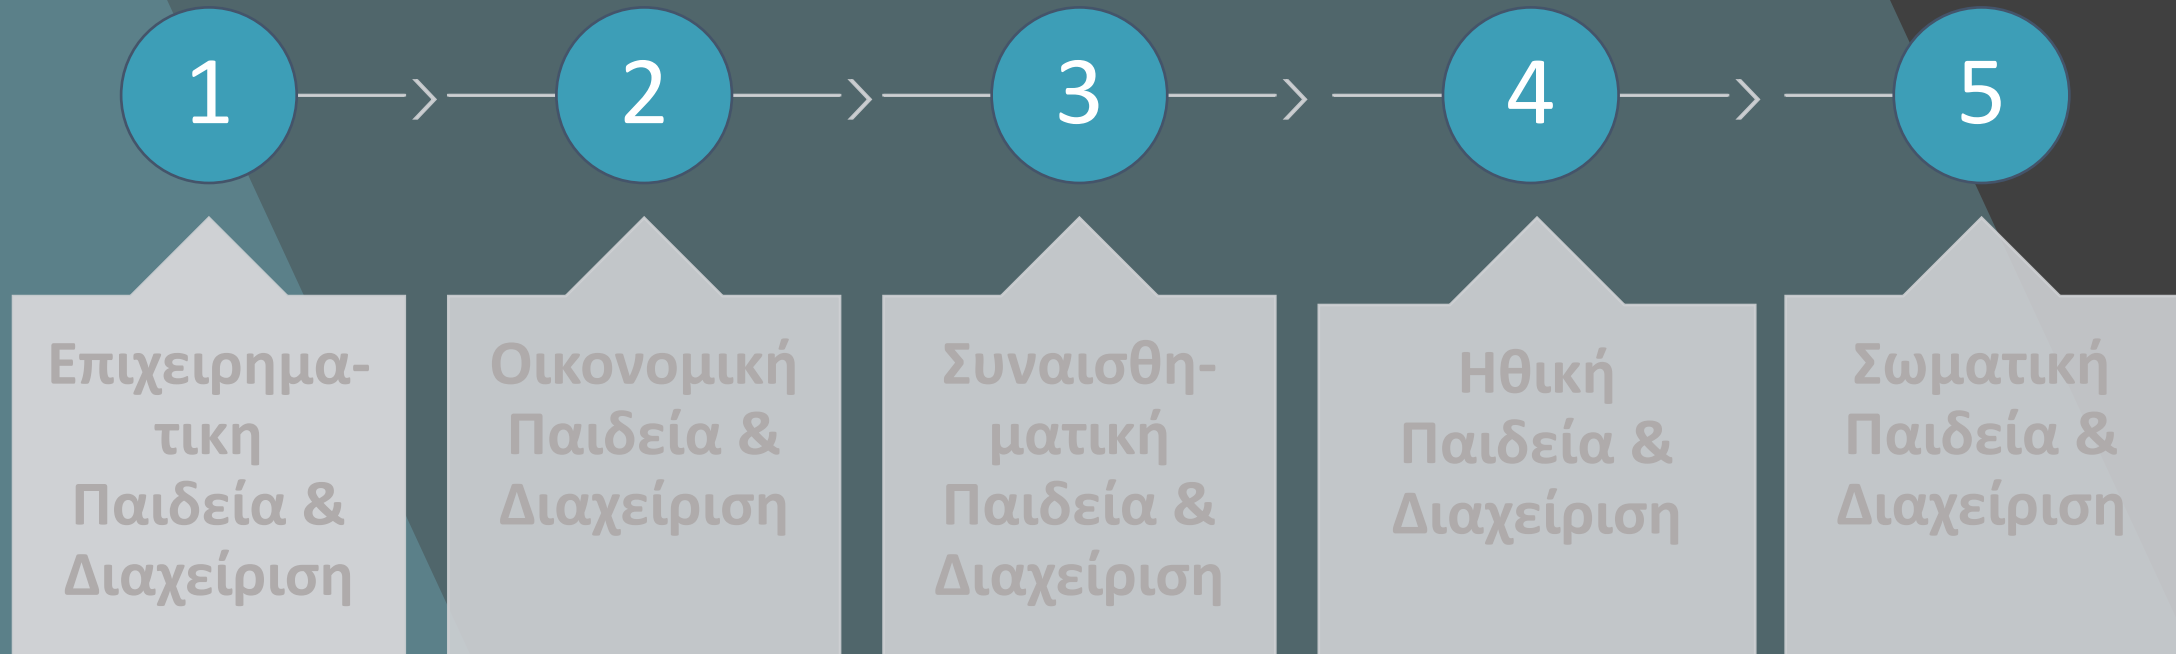 1
2
3
4
5
Επιχειρημα-
τικη
Παιδεία &
Διαχείριση
Οικονομική
Παιδεία &
Διαχείριση
Συναισθη-
ματική
Παιδεία &
Διαχείριση
Ηθική
Παιδεία &
Διαχείριση
Σωματική
Παιδεία &
Διαχείριση